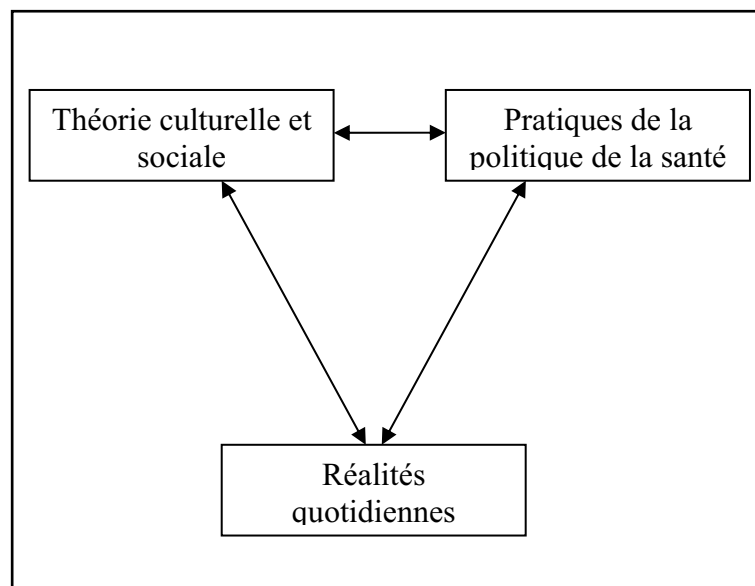 Théorie culturelle et
sociale
Pratiques de la
politique de la santé
Réalités
quotidiennes